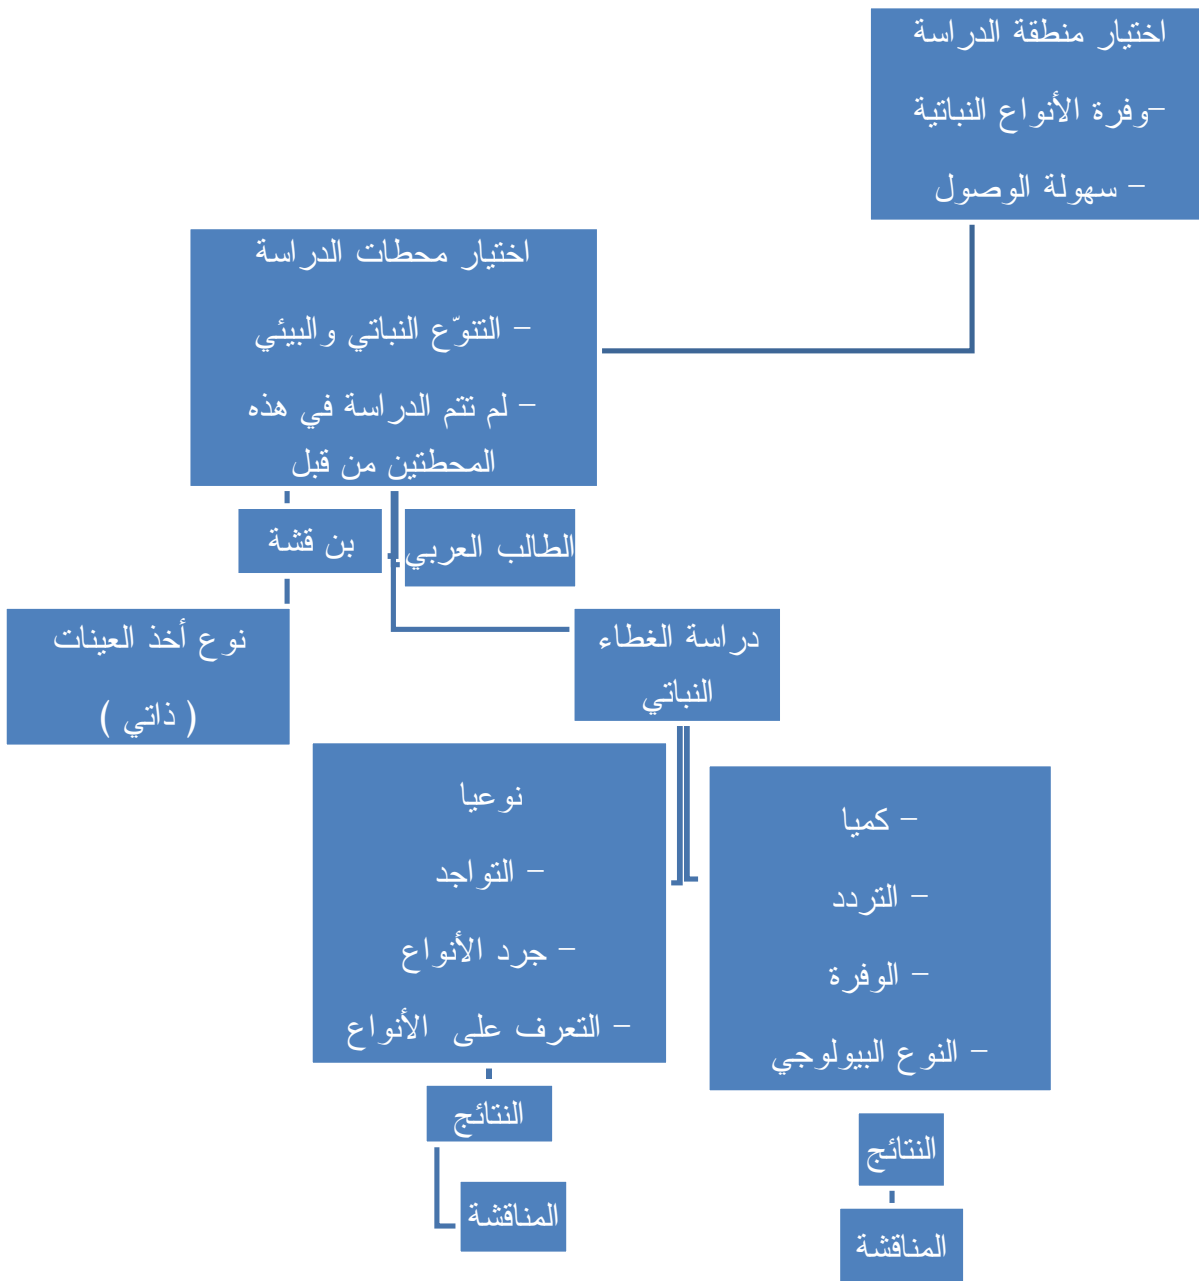 اختيار منطقة الدراسة
-وفرة الأنواع النباتية
- سهولة الوصول
اختيار محطات الدراسة
- التنوّع النباتي والبيئي
- لم تتم الدراسة في هذه
المحطتين من قبل
الطالب العربي
بن قشة
دراسة الغطاء
النباتي
نوع أخذ العينات
( ذاتي )
- كميا
- التردد
- الوفرة
- النوع البيولوجي
نوعيا
- التواجد
- جرد الأنواع
- التعرف على الأنواع
النتائج
المناقشة
النتائج
المناقشة